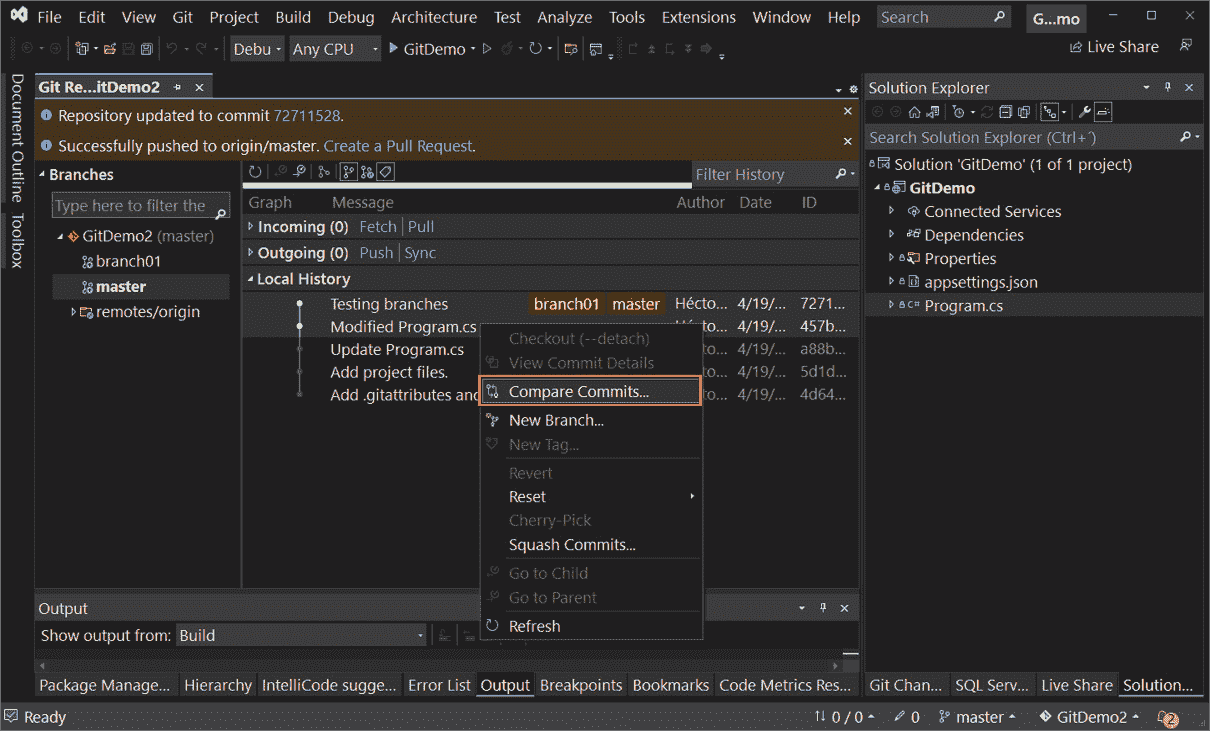 File Edit View Git Project Build Debug Architecture Test Analyze Tools Extensions Window Help Search G...mo
Debu Any CPU GitDemo Live Share
Document Outline
Toolbox
Git Re...itDemo2
Repository updated to commit 72711528.
Successfully pushed to origin/master. Create a Pull Request.
Branches
Type here to filter the
GitDemo2 (master)
branch01
master
remotes/origin
Filter History
Graph Message Author Date ID
Incoming (0) Fetch Pull
Outgoing (0) Push Sync
Local History
Testing branches branch01 master Hécto... 4/19/... 7271...
Modified Program.cs 4/19/... 457b...
Update Program.cs to... 4/19/... a88b...
Add project files. to... 4/19/... 5d1d...
Add .gitattributes and to... 4/19/... 4d64...
Checkout (--detach)
View Commit Details
Compare Commits...
New Branch...
New Tag...
Revert
Reset
Cherry-Pick
Squash Commits...
Go to Child
Go to Parent
Refresh
Solution Explorer
Search Solution Explorer (Ctrl+´)
Solution 'GitDemo' (1 of 1 project)
GitDemo
Connected Services
Dependencies
Properties
appsettings.json
C# Program.cs
Output
Show output from: Build
Package Manage... Hierarchy IntelliCode sugge... Error List Output Breakpoints Bookmarks Code Metrics Res...
Git Chan... SQL Serv... Live Share Solution...
Ready 0 / 0 0 master GitDemo2 2